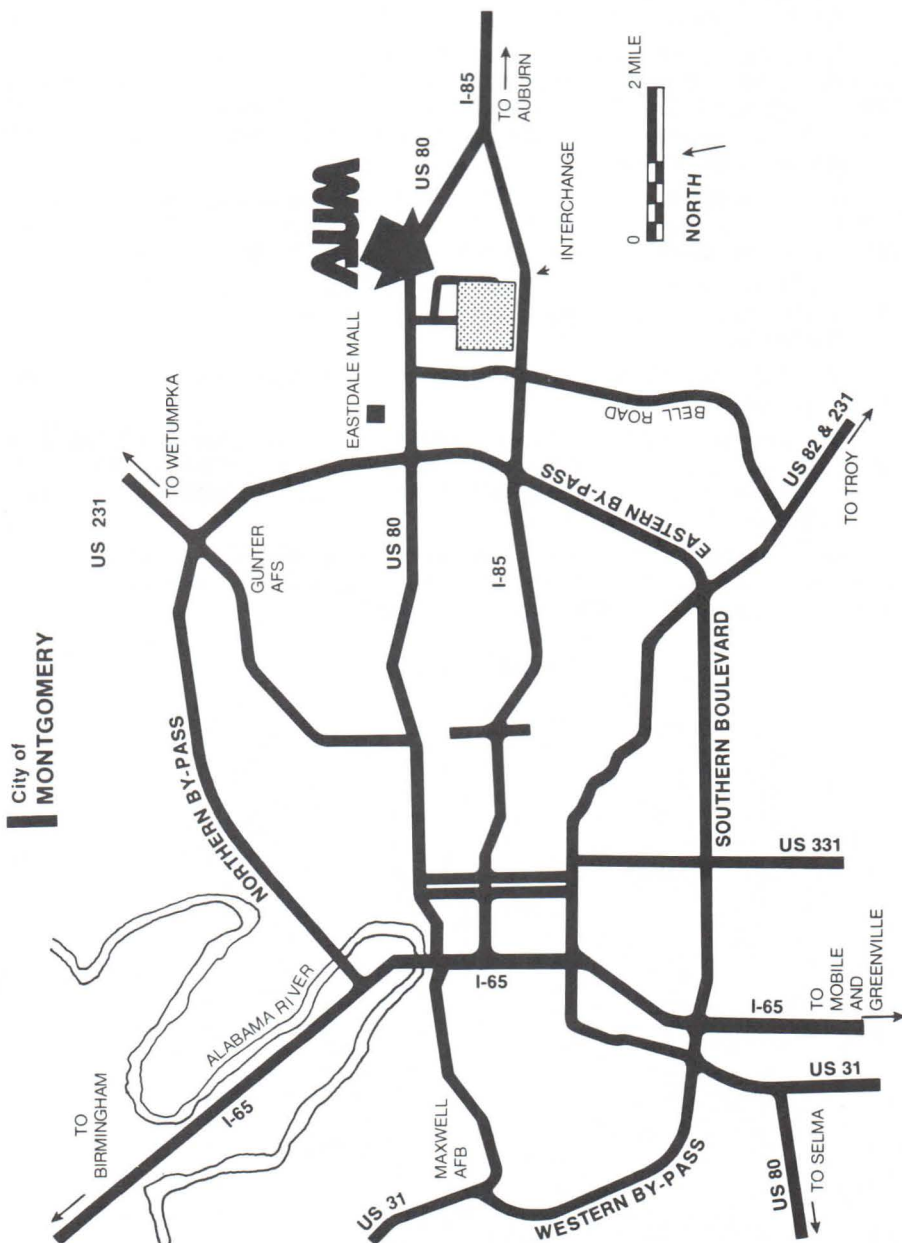 City of
MONTGOMERY
US 231
TO WETUMPKA
GUNTER
AFS
NORTHERN BY-PASS
ALABAMA RIVER
TO
BIRMINGHAM
I-65
MAXWELL
AFB
US 31
WESTERN BY-PASS
EASTDALE MALL
AUM
US 80
I-85
TO
AUBURN
INTERCHANGE
US 80
I-85
EASTERN BY-PASS
BELL ROAD
US 82 & 231
TO TROY
SOUTHERN BOULEVARD
US 331
I-65
I-65
TO
MOBILE
AND
GREENVILLE
US 31
US 80
TO SELMA
0
2 MILE
NORTH